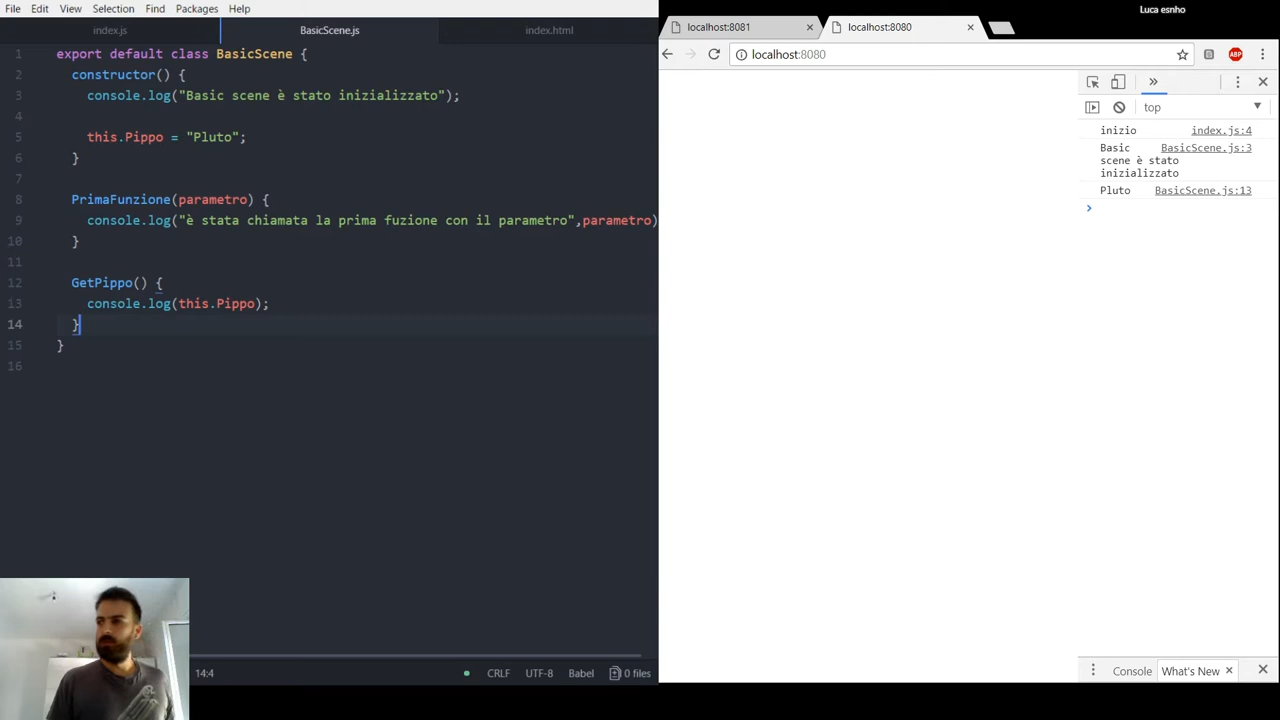 File Edit View Selection Find Packages Help
index.js BasicScene.js index.html
1 export default class BasicScene {
2 constructor() {
3 console.log("Basic scene è stato inizializzato");
4
5 this.Pippo = "Pluto";
6 }
7
8 PrimaFunzione(parametro) {
9 console.log("è stata chiamata la prima fuzione con il parametro",parametro)
10 }
11
12 GetPippo() {
13 console.log(this.Pippo);
14 }
15 }
16
14:4 CRLF UTF-8 Babel 0 files
Luca esnho
localhost:8081 localhost:8080
localhost:8080 ABP
top
inizio index.js:4
Basic BasicScene.js:3
scene è stato
inizializzato
Pluto BasicScene.js:13
Console What's New